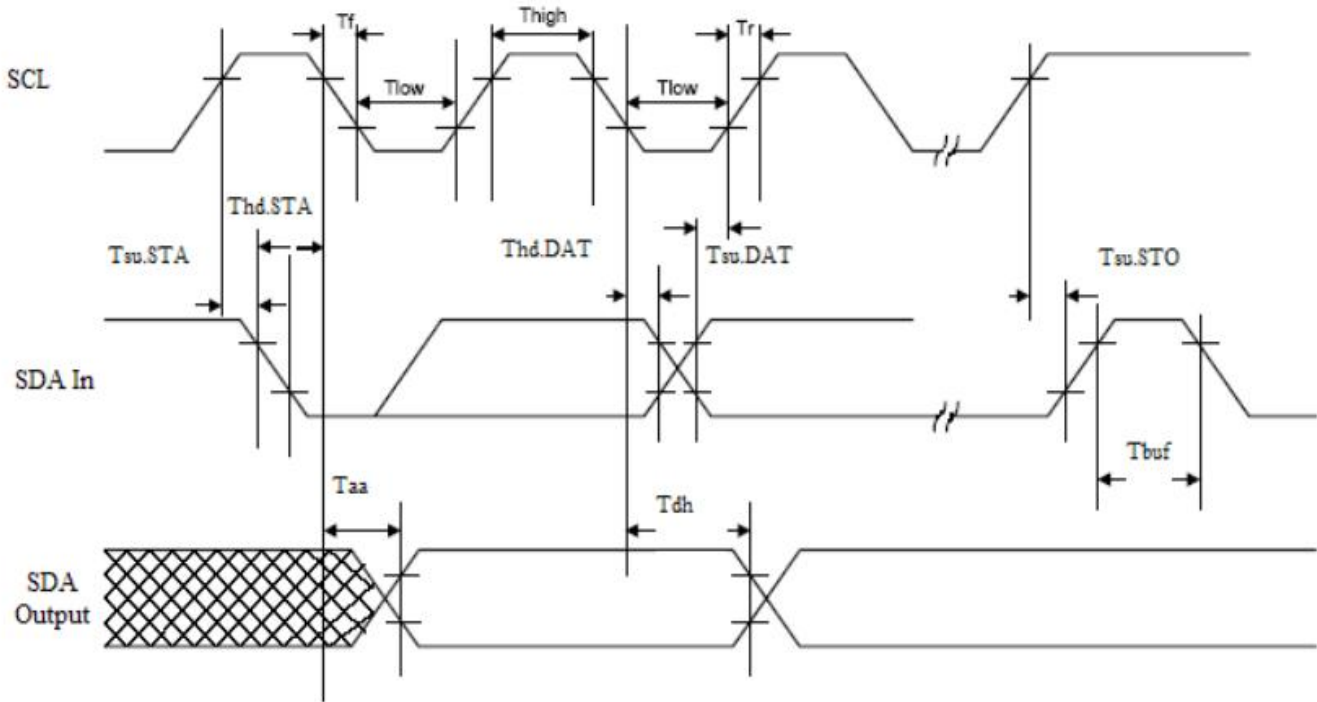 Tf
Thigh
Tr
SCL
Tlow
Tlow
Thd.STA
Tsu.STA
Thd.DAT
Tsu.DAT
Tsu.STO
SDA In
Tbuf
Taa
Tdh
SDA
Output